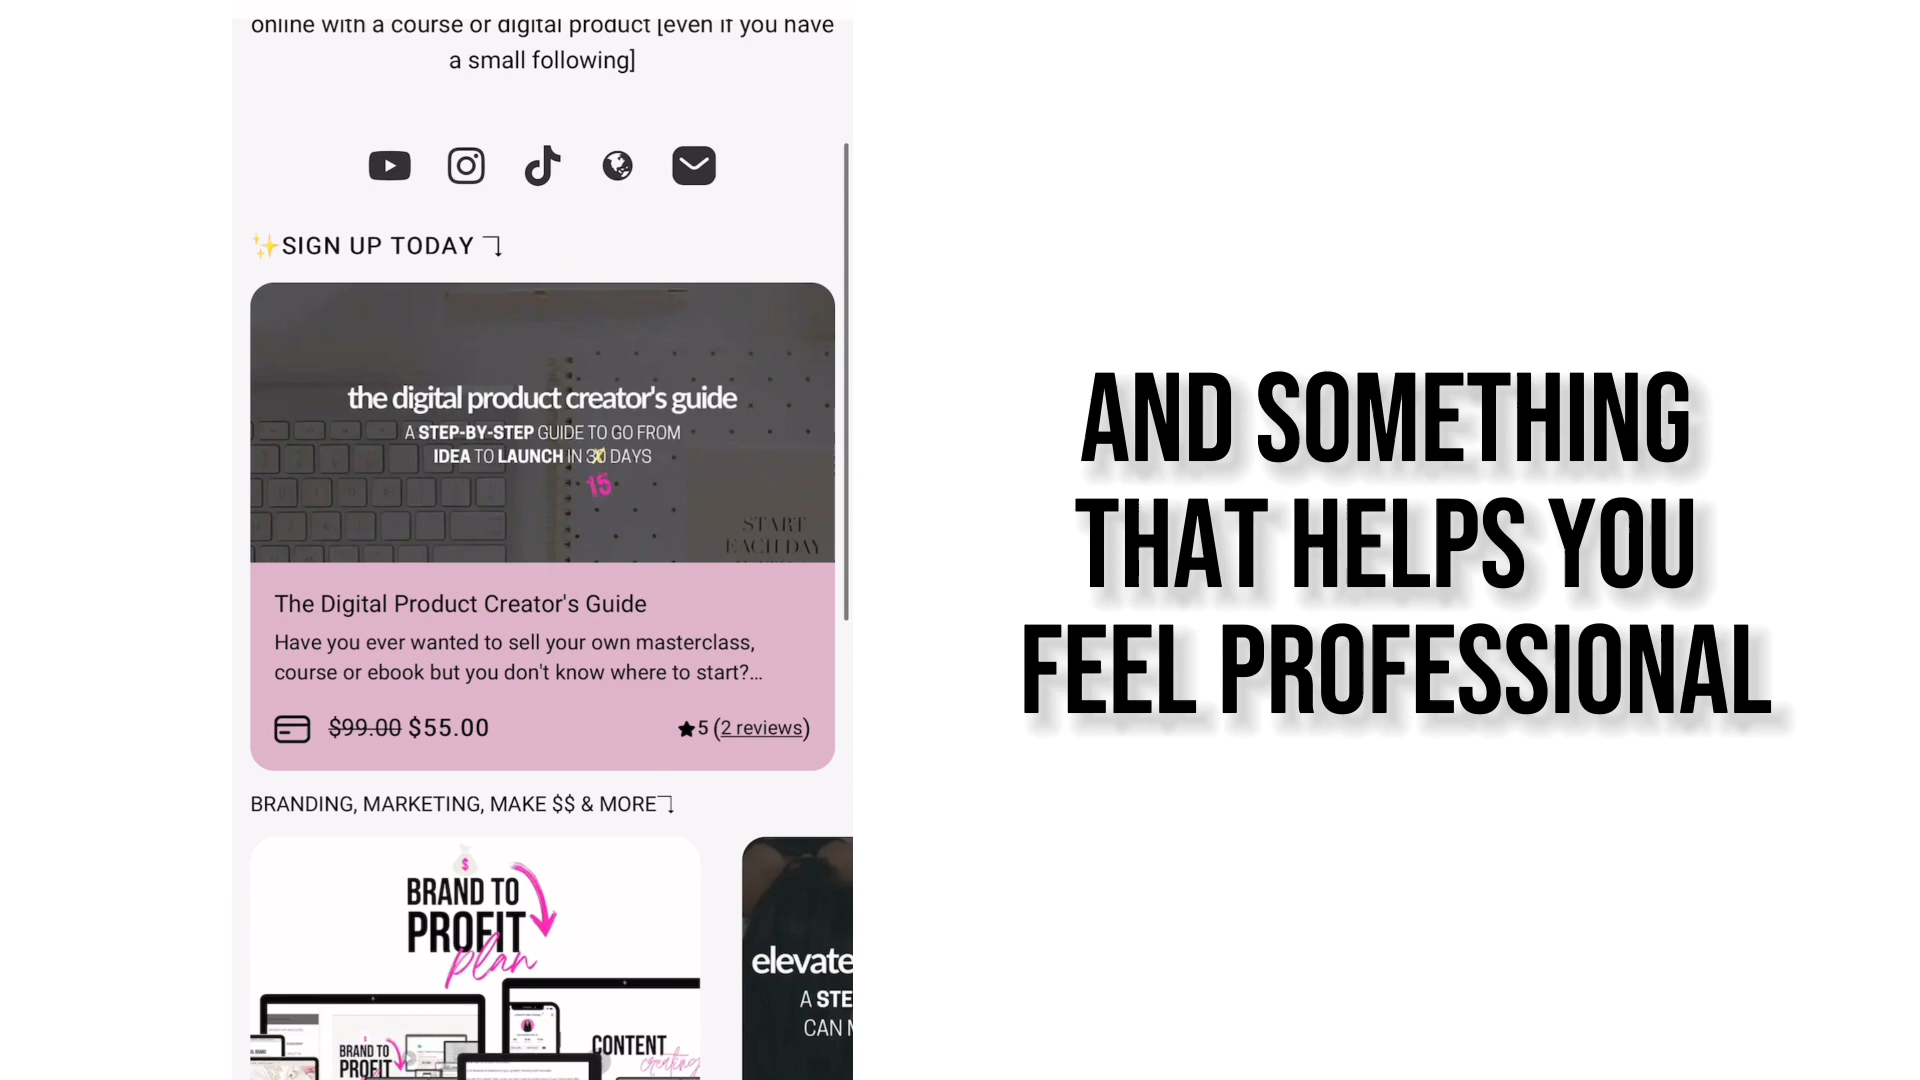 online with a course or digital product [even if you have
a small following]
✨SIGN UP TODAY
the digital product creator's guide
A STEP-BY-STEP GUIDE TO GO FROM
IDEA TO LAUNCH IN 30 DAYS
15
START
EACH DAY
The Digital Product Creator's Guide
Have you ever wanted to sell your own masterclass,
course or ebook but you don't know where to start?...
$99.00 $55.00
★5 (2 reviews)
BRANDING, MARKETING, MAKE $$ & MORE
$
BRAND TO
PROFIT
plan
BRAND TO
PROFIT
CONTENT
creating
elevate
A STE
CAN
AND SOMETHING
THAT HELPS YOU
FEEL PROFESSIONAL